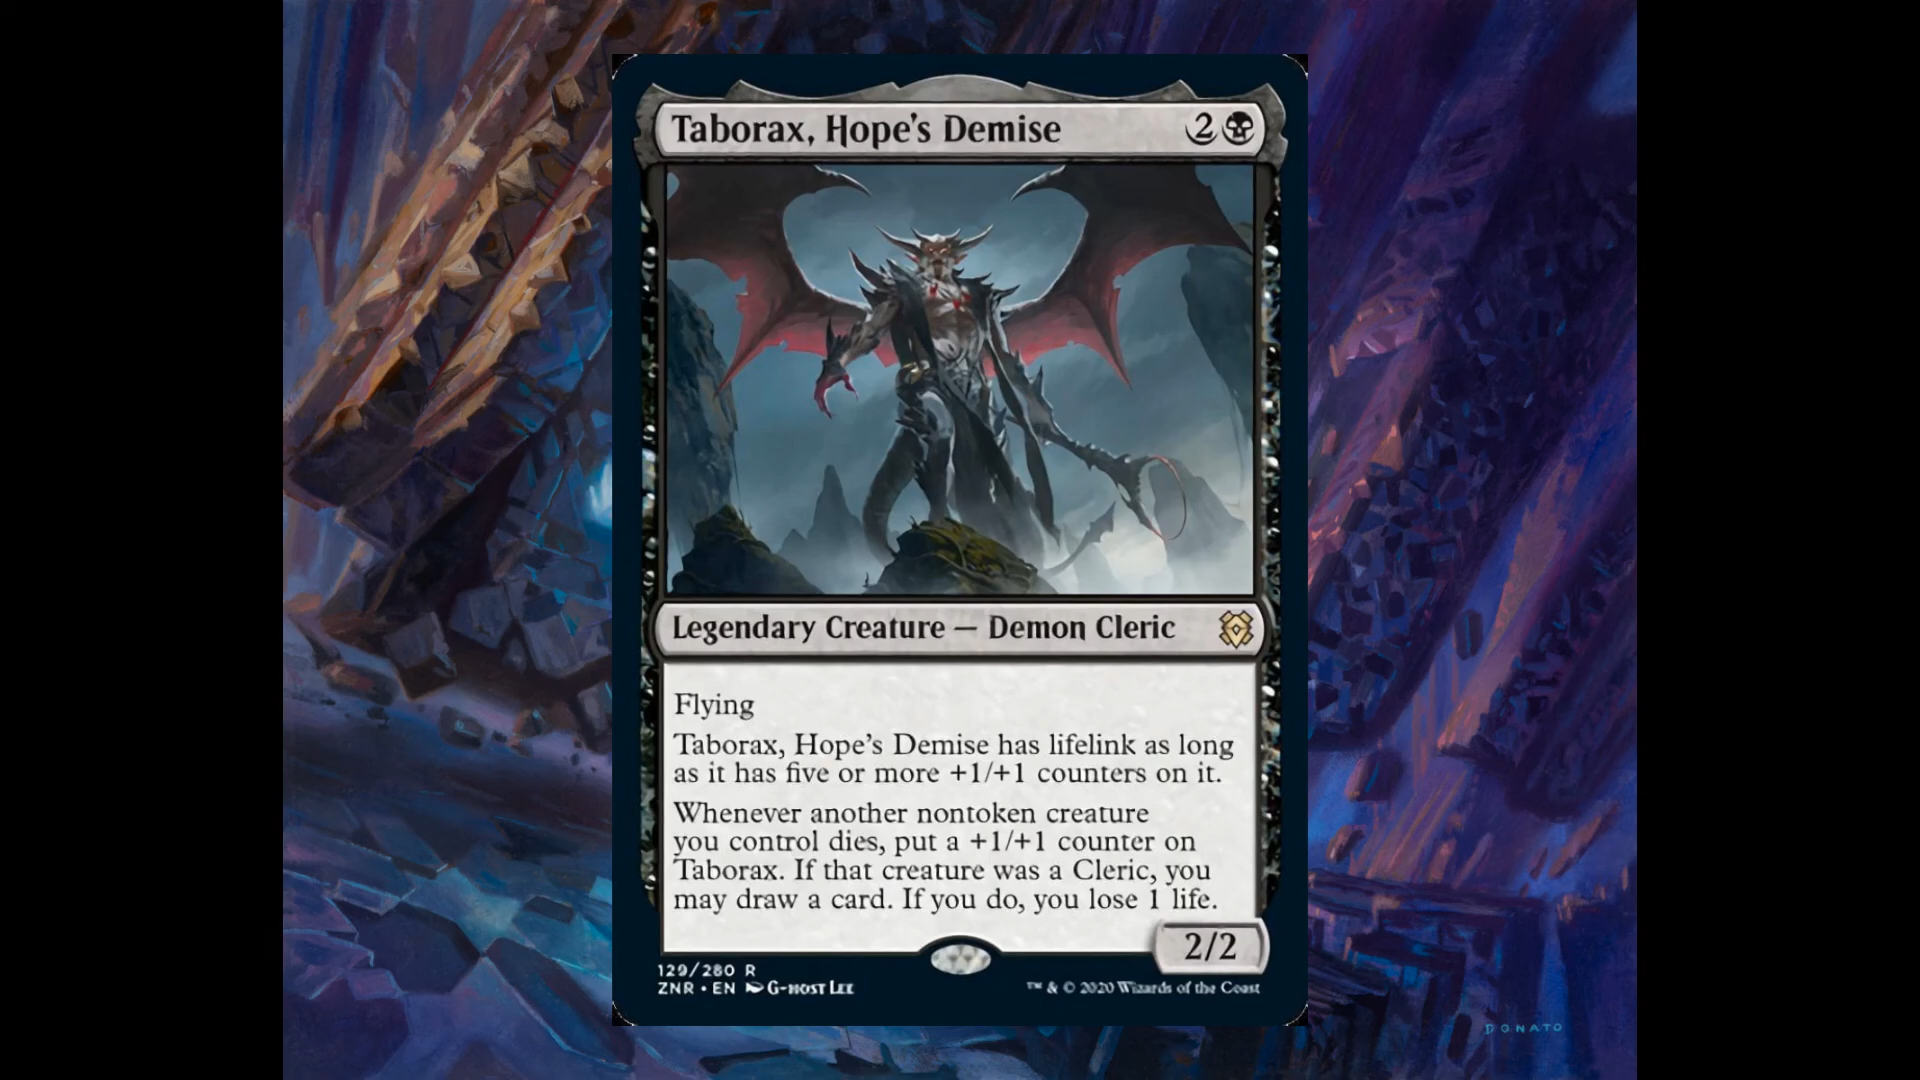 Taborax, Hope's Demise 2
Legendary Creature — Demon Cleric
Flying
Taborax, Hope's Demise has lifelink as long
as it has five or more +1/+1 counters on it.
Whenever another nontoken creature
you control dies, put a +1/+1 counter on
Taborax. If that creature was a Cleric, you
may draw a card. If you do, you lose 1 life.
2/2
129/280 R
ZNR • EN G-host Lee
™ & © 2020 Wizards of the Coast
DONATO